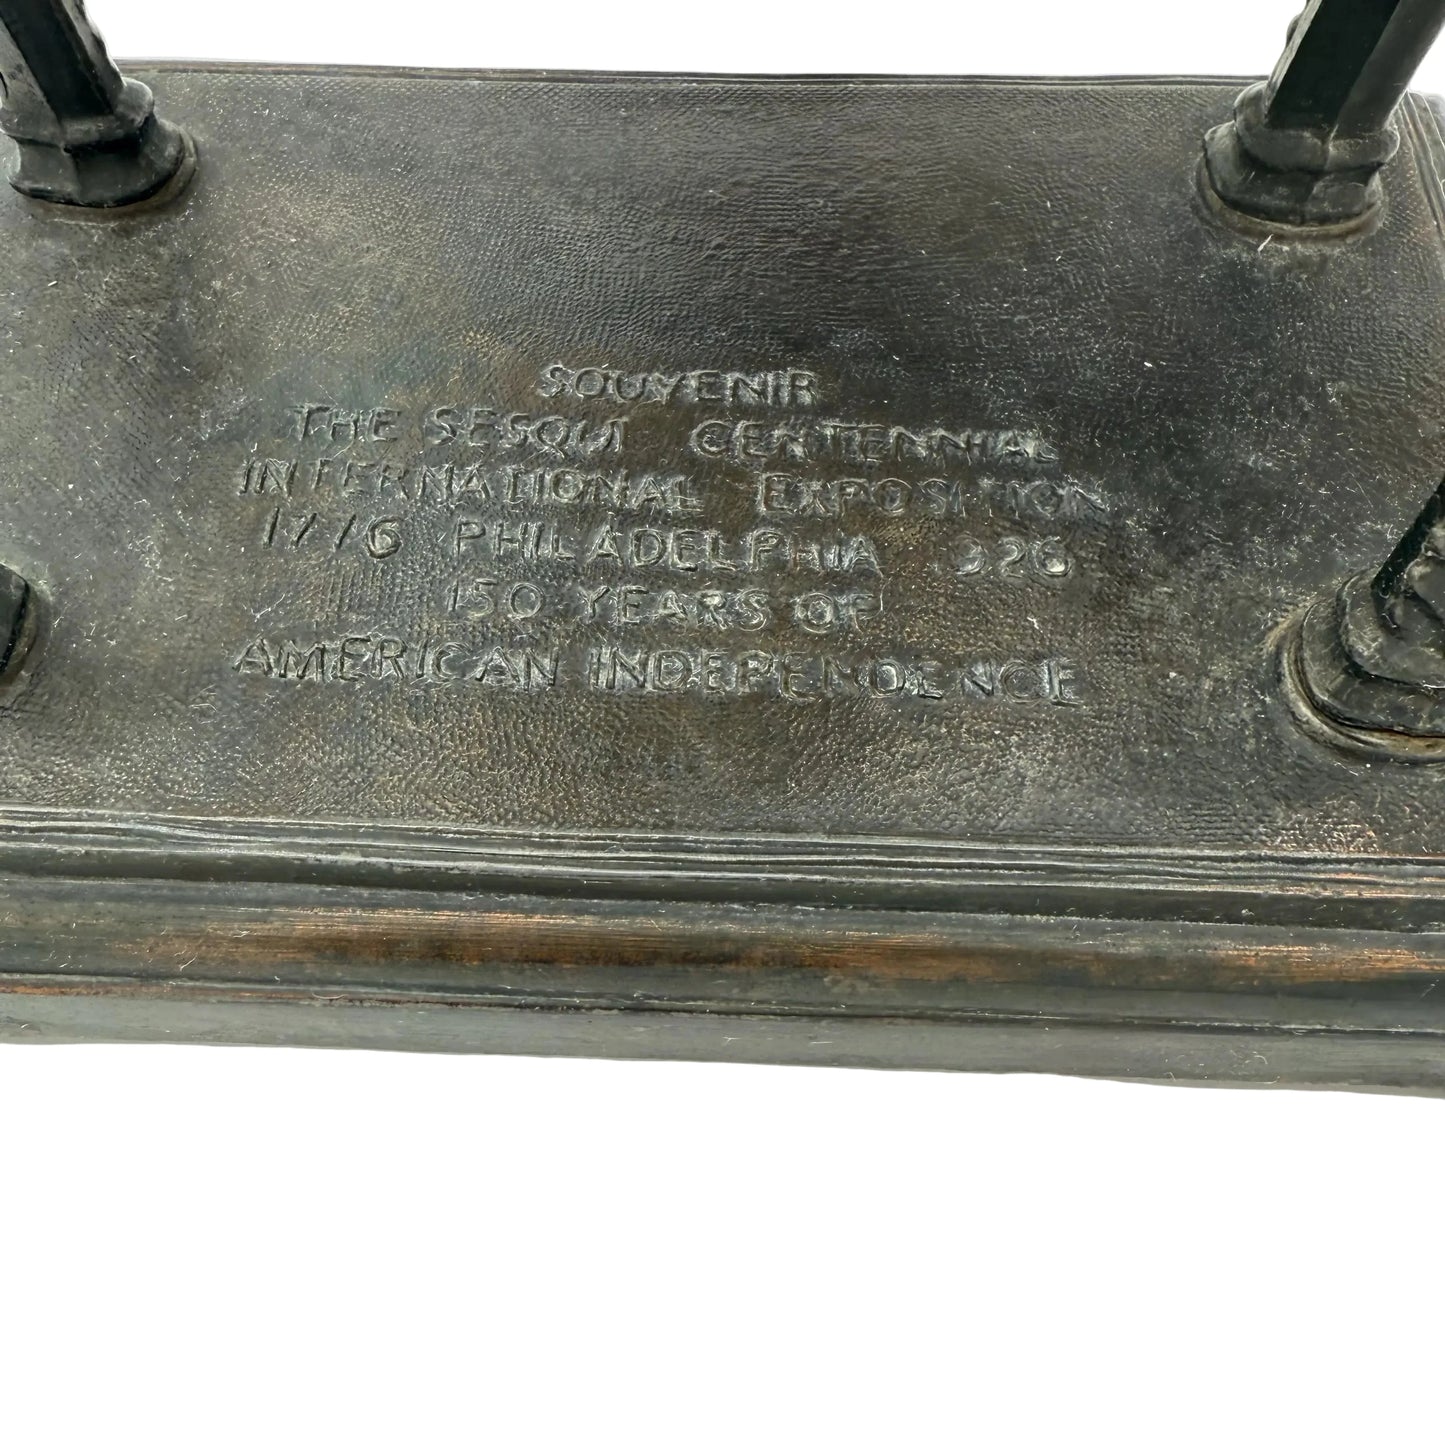 SOUVENIR
THE SESQUI CENTENNIAL
INTERNATIONAL EXPOSITION
1776 PHILADELPHIA 1926
150 YEARS OF
AMERICAN INDEPENDENCE